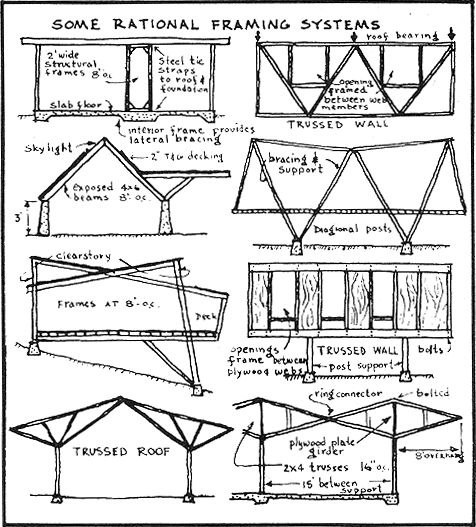 SOME RATIONAL FRAMING SYSTEMS
2' wide
structural
frames 8' o.c.
Steel tie
straps
to roof &
foundation
slab floor
interior frame provides
lateral bracing
roof bearing
opening
framed
between web
members
TRUSSED WALL
skylight
2" T&G decking
exposed 4x6
beams 8' o.c.
3'
bracing &
support
Diagonal posts
clearstory
FRAMES AT 8' o.c.
Deck
openings
frame between
plywood webs
TRUSSED WALL
post support
bolts
TRUSSED ROOF
ring connector
bolted
plywood plate
girder
2x4 trusses 16" o.c.
15' between
support
8' overhang